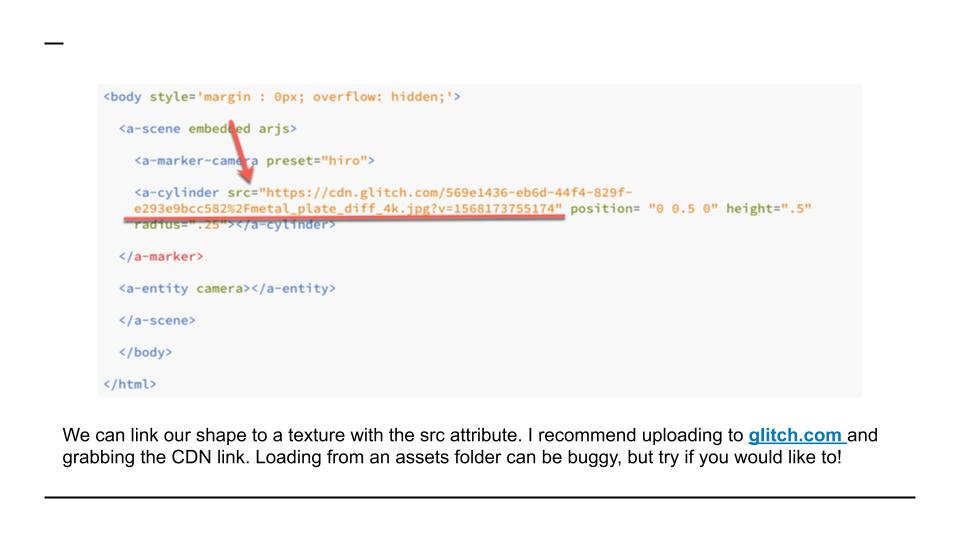 <body style='margin : 0px; overflow: hidden;'>
<a-scene embedded arjs>
<a-marker-camera preset="hiro">
<a-cylinder src="https://cdn.glitch.com/569e1436-eb6d-44f4-829f-
e293e9bcc582%2Fmetal_plate_diff_4k.jpg?v=1568173755174" position= "0 0.5 0" height=".5"
radius=".25"></a-cylinder>
</a-marker>
<a-entity camera></a-entity>
</a-scene>
</body>
</html>
We can link our shape to a texture with the src attribute. I recommend uploading to glitch.com and
grabbing the CDN link. Loading from an assets folder can be buggy, but try if you would like to!